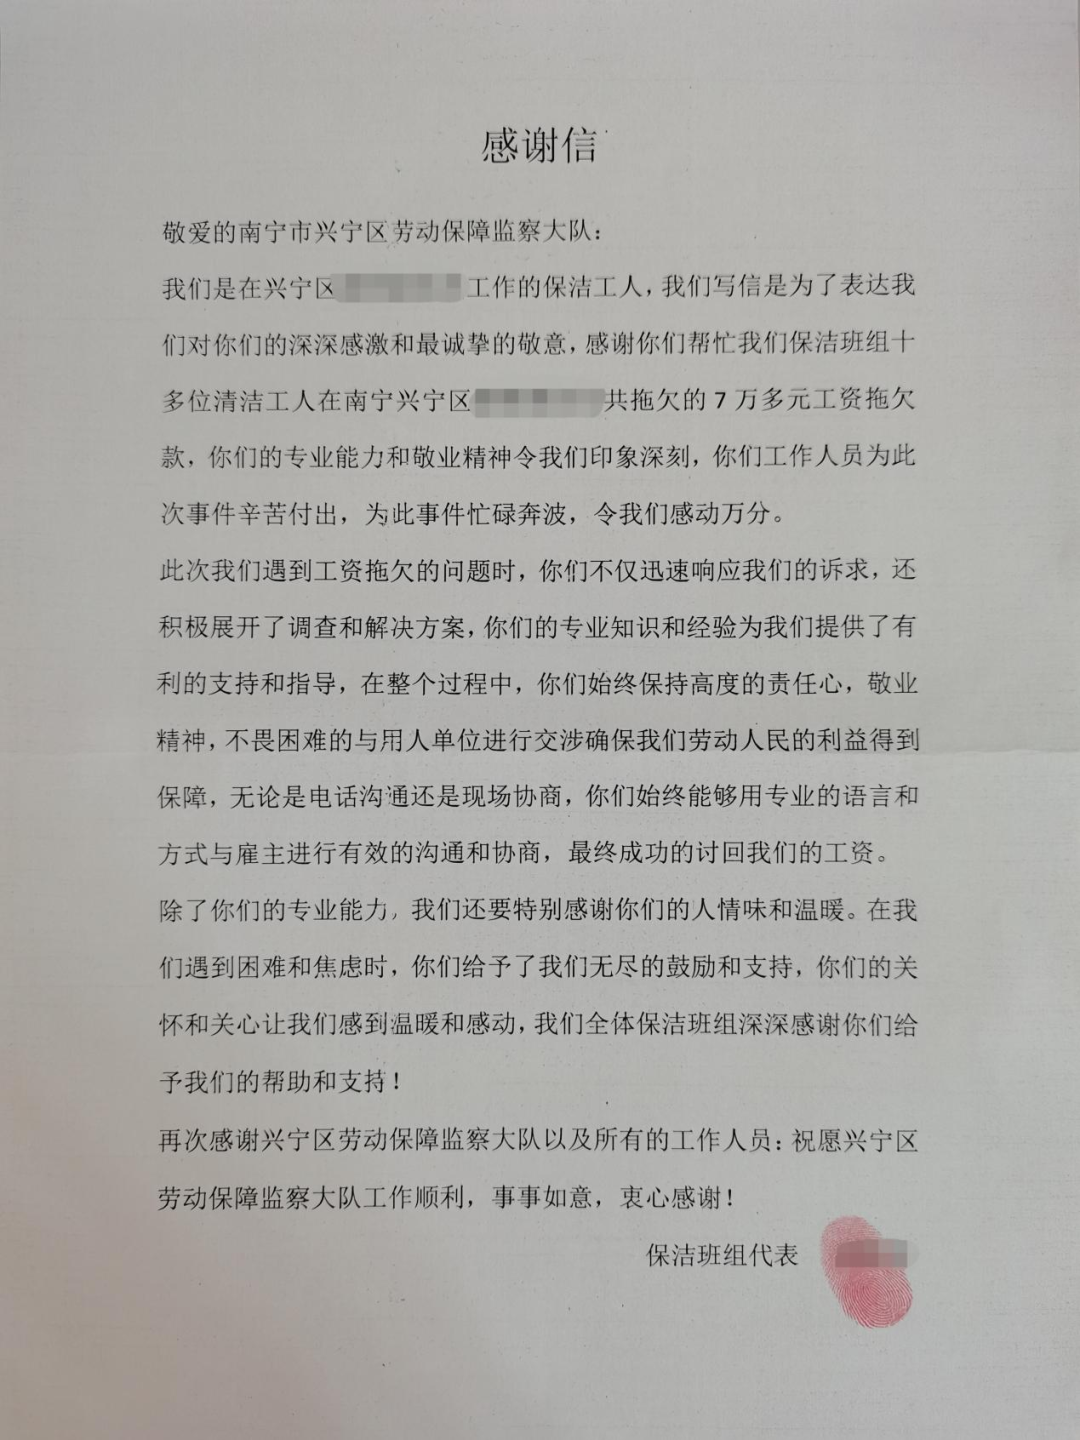 感谢信
敬爱的南宁市兴宁区劳动保障监察大队：
我们是在兴宁区工作的保洁工人，我们写信是为了表达我
们对你们的深深感激和最诚挚的敬意，感谢你们帮忙我们保洁班组十
多位清洁工人在南宁兴宁区共拖欠的7万多元工资拖欠
款，你们的专业能力和敬业精神令我们印象深刻，你们工作人员为此
次事件辛苦付出，为此事件忙碌奔波，令我们感动万分。
此次我们遇到工资拖欠的问题时，你们不仅迅速响应我们的诉求，还
积极展开了调查和解决方案，你们的专业知识和经验为我们提供了有
利的支持和指导，在整个过程中，你们始终保持高度的责任心，敬业
精神，不畏困难的与用人单位进行交涉确保我们劳动人民的利益得到
保障，无论是电话沟通还是现场协商，你们始终能够用专业的语言和
方式与雇主进行有效的沟通和协商，最终成功的讨回我们的工资。
除了你们的专业能力，我们还要特别感谢你们的人情味和温暖。在我
们遇到困难和焦虑时，你们给予了我们无尽的鼓励和支持，你们的关
怀和关心让我们感到温暖和感动，我们全体保洁班组深深感谢你们给
予我们的帮助和支持！
再次感谢兴宁区劳动保障监察大队以及所有的工作人员：祝愿兴宁区
劳动保障监察大队工作顺利，事事如意，衷心感谢！
保洁班组代表